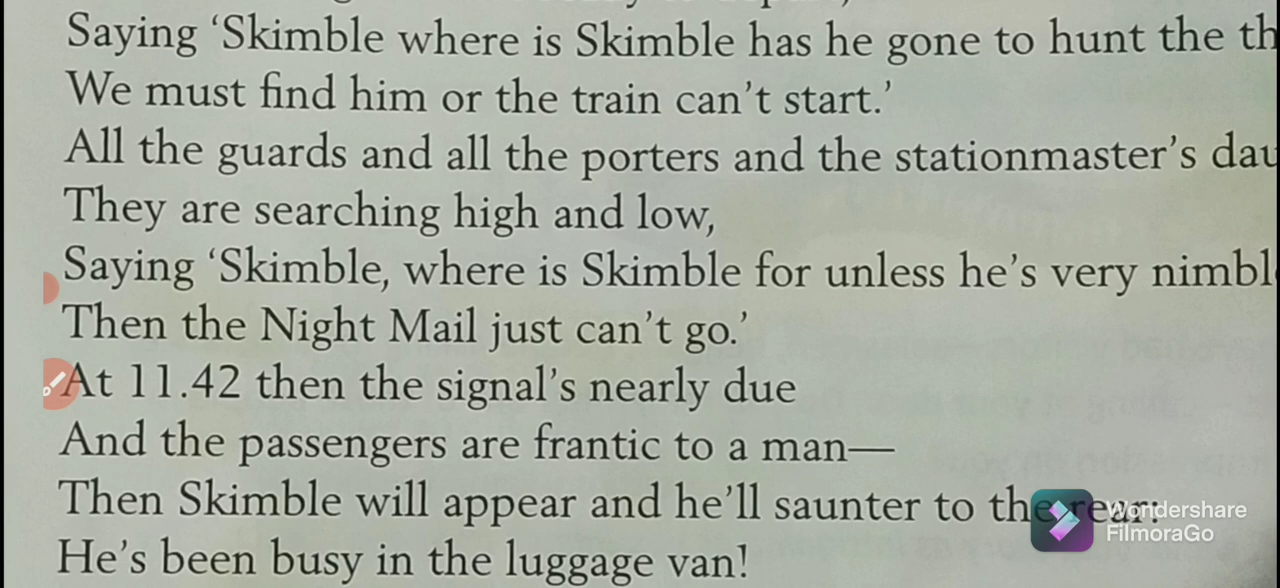 Saying ‘Skimble where is Skimble has he gone to hunt the th
We must find him or the train can’t start.’
All the guards and all the porters and the stationmaster’s dau
They are searching high and low,
Saying ‘Skimble, where is Skimble for unless he’s very nimbl
Then the Night Mail just can’t go.’
At 11.42 then the signal’s nearly due
And the passengers are frantic to a man—
Then Skimble will appear and he’ll saunter to the rear:
He’s been busy in the luggage van!
Wondershare
FilmoraGo